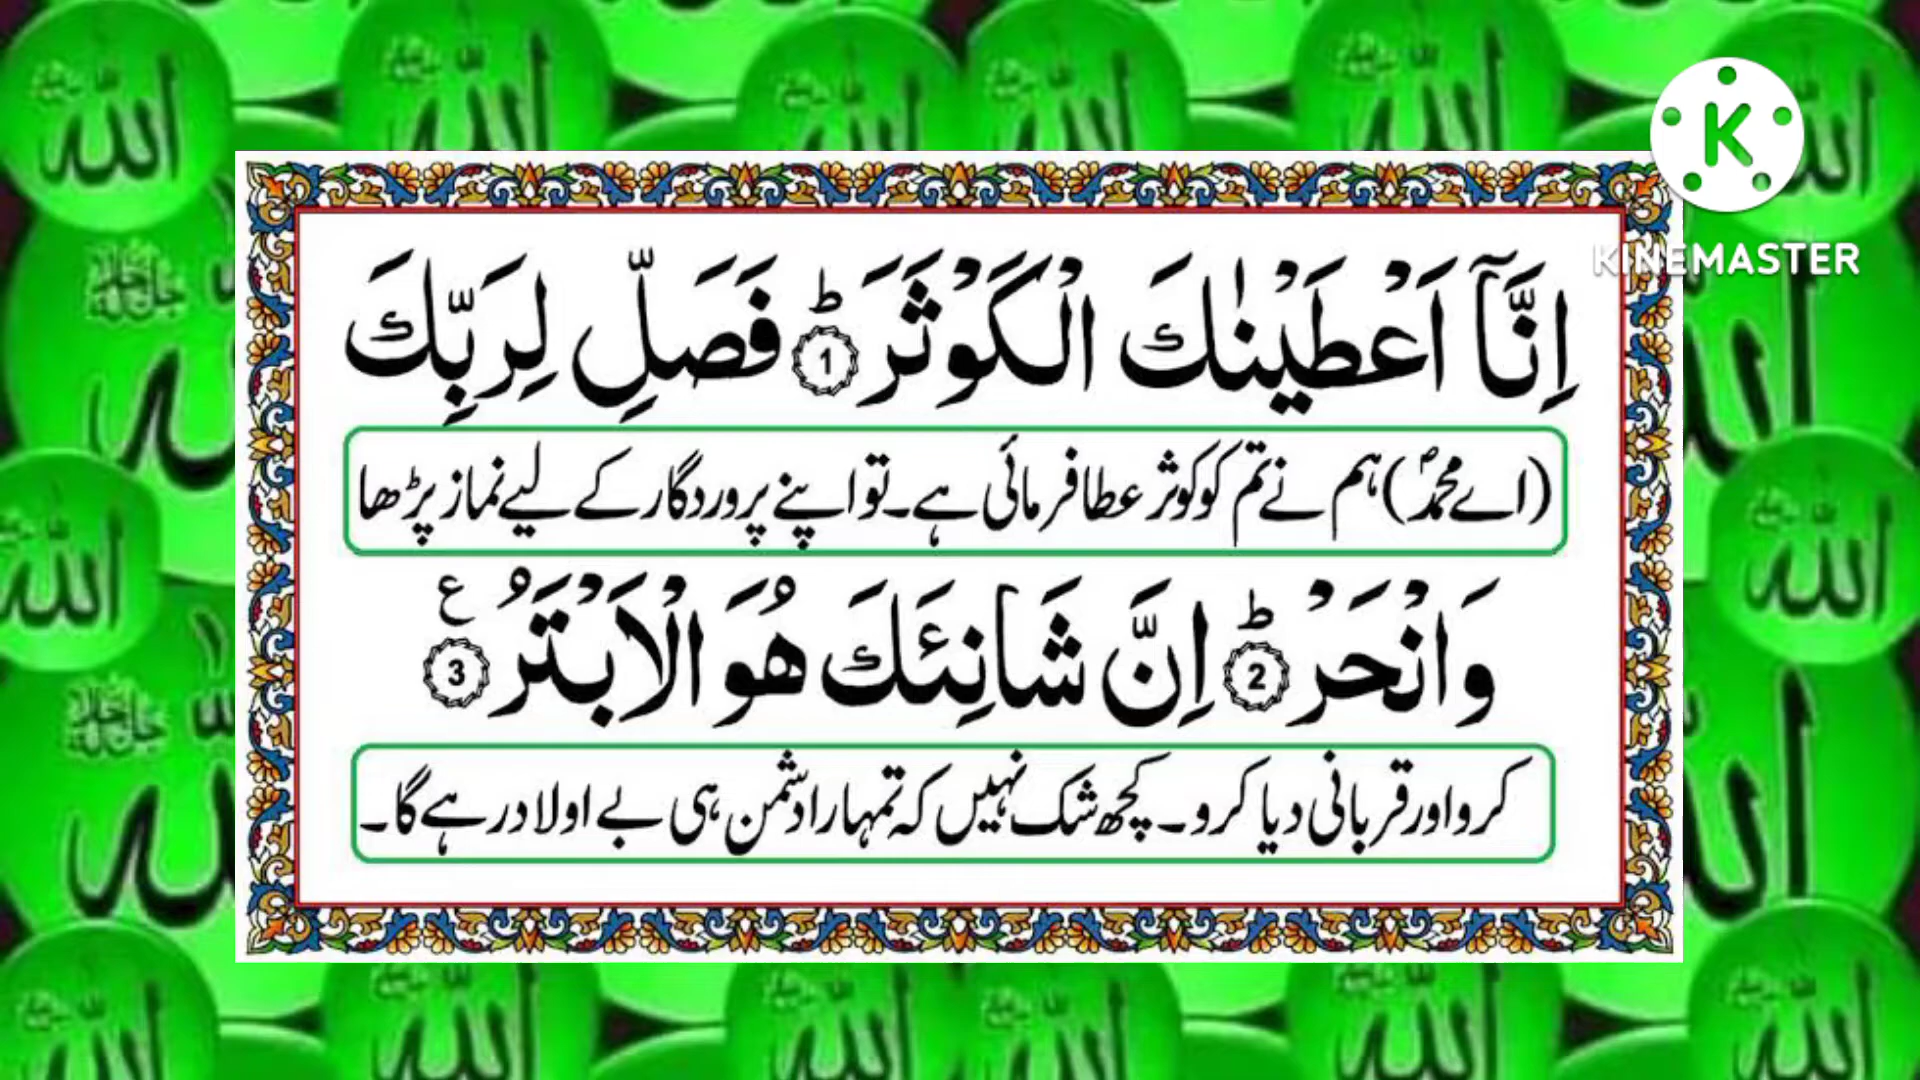 K
KINEMASTER
اِنَّاۤ اَعْطَيْنٰكَ الْكَوْثَرَ ؕ 1 فَصَلِّ لِرَبِّكَ
(اے محمدؐ) ہم نے تم کو کوثر عطا فرمائی ہے۔ تو اپنے پروردگار کے لیے نماز پڑھا
وَانْحَرْ ؕ 2 اِنَّ شَانِئَكَ هُوَ الْاَبْتَرُ 3 ع
کرو اور قربانی دیا کرو۔ کچھ شک نہیں کہ تمہارا دشمن ہی بے اولاد رہے گا۔
الله